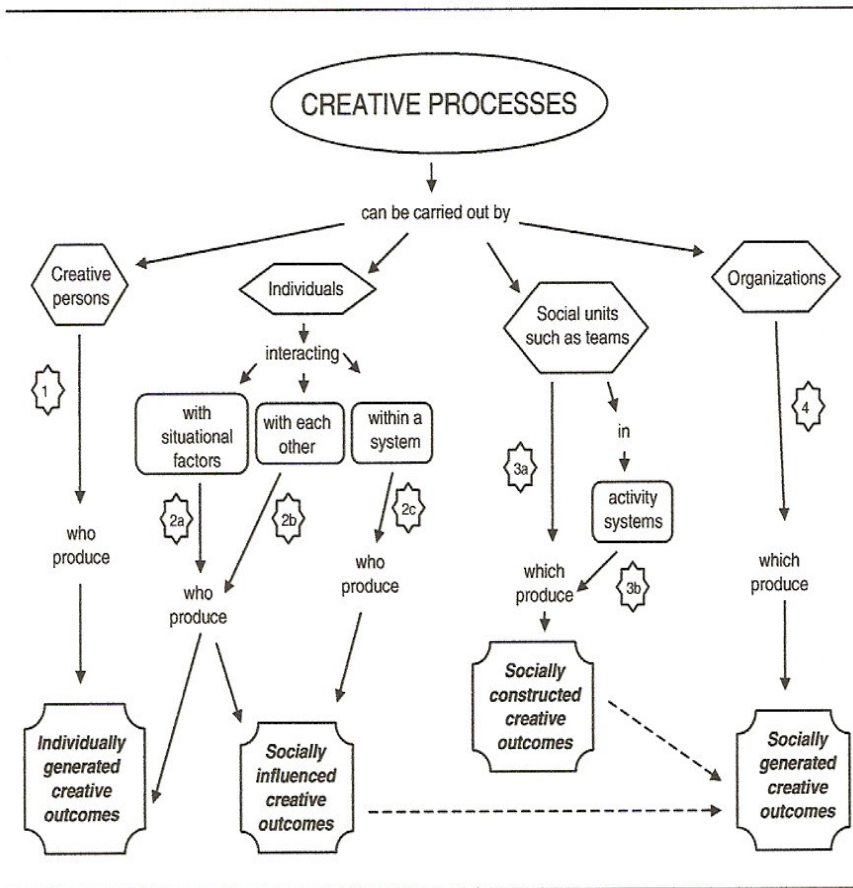 CREATIVE PROCESSES
can be carried out by
Creative
persons
Individuals
Social units
such as teams
Organizations
interacting
1
with
situational
factors
with each
other
within a
system
4
in
3a
2a
2b
2c
activity
systems
who
produce
who
produce
who
produce
which
produce
3b
which
produce
Individually
generated
creative
outcomes
Socially
influenced
creative
outcomes
Socially
constructed
creative
outcomes
Socially
generated
creative
outcomes